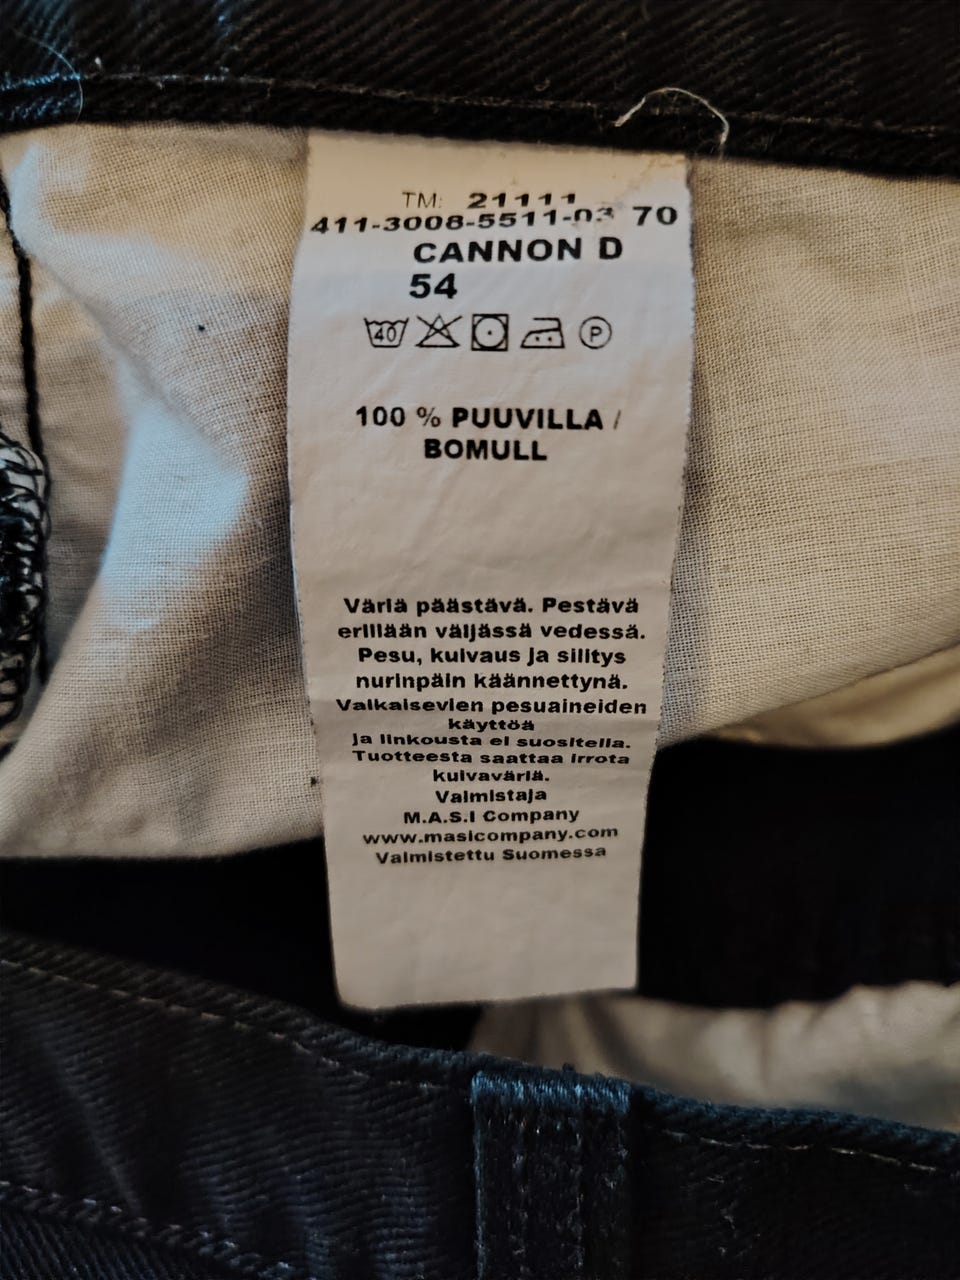 TM: 21111
411-3008-5511-03 70
CANNON D
54
40 P
100 % PUUVILLA /
BOMULL
Väriä päästävä. Pestävä
erillään väljässä vedessä.
Pesu, kuivaus ja silitys
nurinpäin käännettynä.
Valkaisevien pesuaineiden
käyttöä
ja linkousta ei suositella.
Tuotteesta saattaa irrota
kuivaväriä.
Valmistaja
M.A.S.I Company
www.masicompany.com
Valmistettu Suomessa